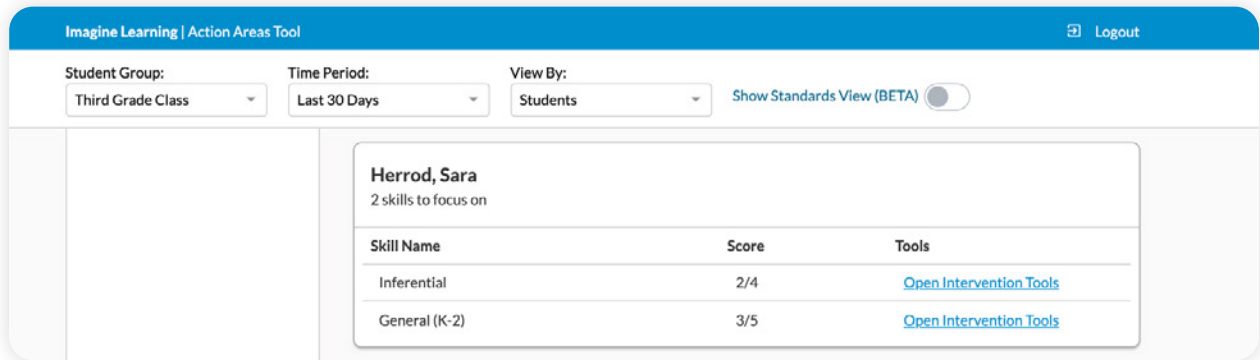 Imagine Learning | Action Areas Tool Logout
Student Group: Time Period: View By:
Third Grade Class Last 30 Days Students Show Standards View (BETA)
Herrod, Sara
2 skills to focus on
Skill Name Score Tools
Inferential 2/4 Open Intervention Tools
General (K-2) 3/5 Open Intervention Tools